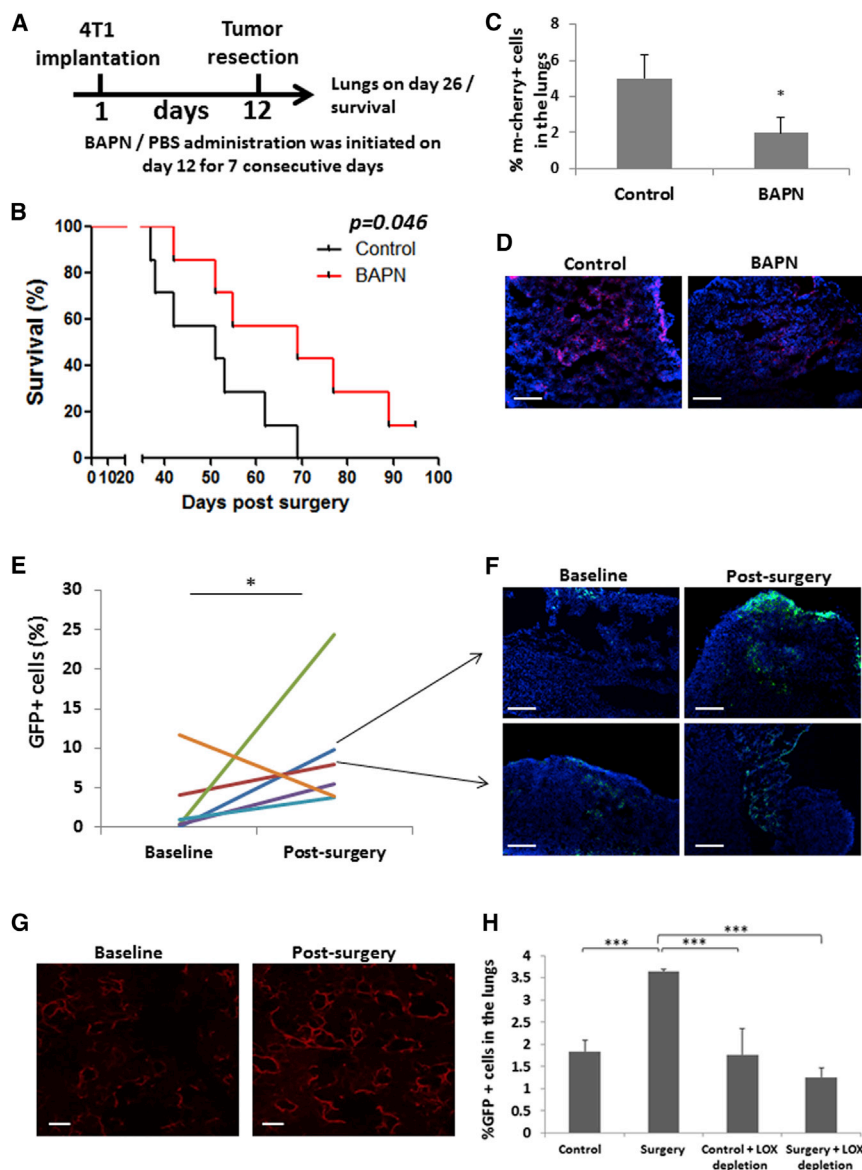 A
4T1
implantation
Tumor
resection
1
days
12
Lungs on day 26 /
survival
BAPN / PBS administration was initiated on
day 12 for 7 consecutive days
B
Survival (%)
100
80
60
40
20
0
0 10 20 40 50 60 70 80 90 100
Days post surgery
p=0.046
Control
BAPN
C
% m-cherry+ cells
in the lungs
8
6
4
2
0
*
Control BAPN
D
Control BAPN
E
GFP+ cells (%)
30
25
20
15
10
5
0
*
Baseline Post-surgery
F
Baseline Post-surgery
G
Baseline Post-surgery
H
%GFP + cells in the lungs
4
3.5
3
2.5
2
1.5
1
0.5
0
***
*** ***
Control Surgery Control + LOX Surgery + LOX
depletion depletion